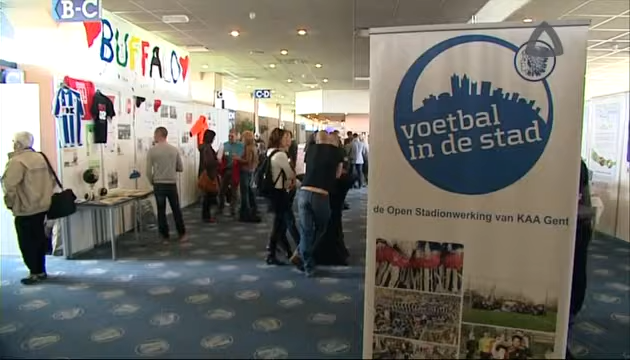 B-C
BUFFALO
C-D
voetbal
in de stad
de Open Stadionwerking van KAA Gent